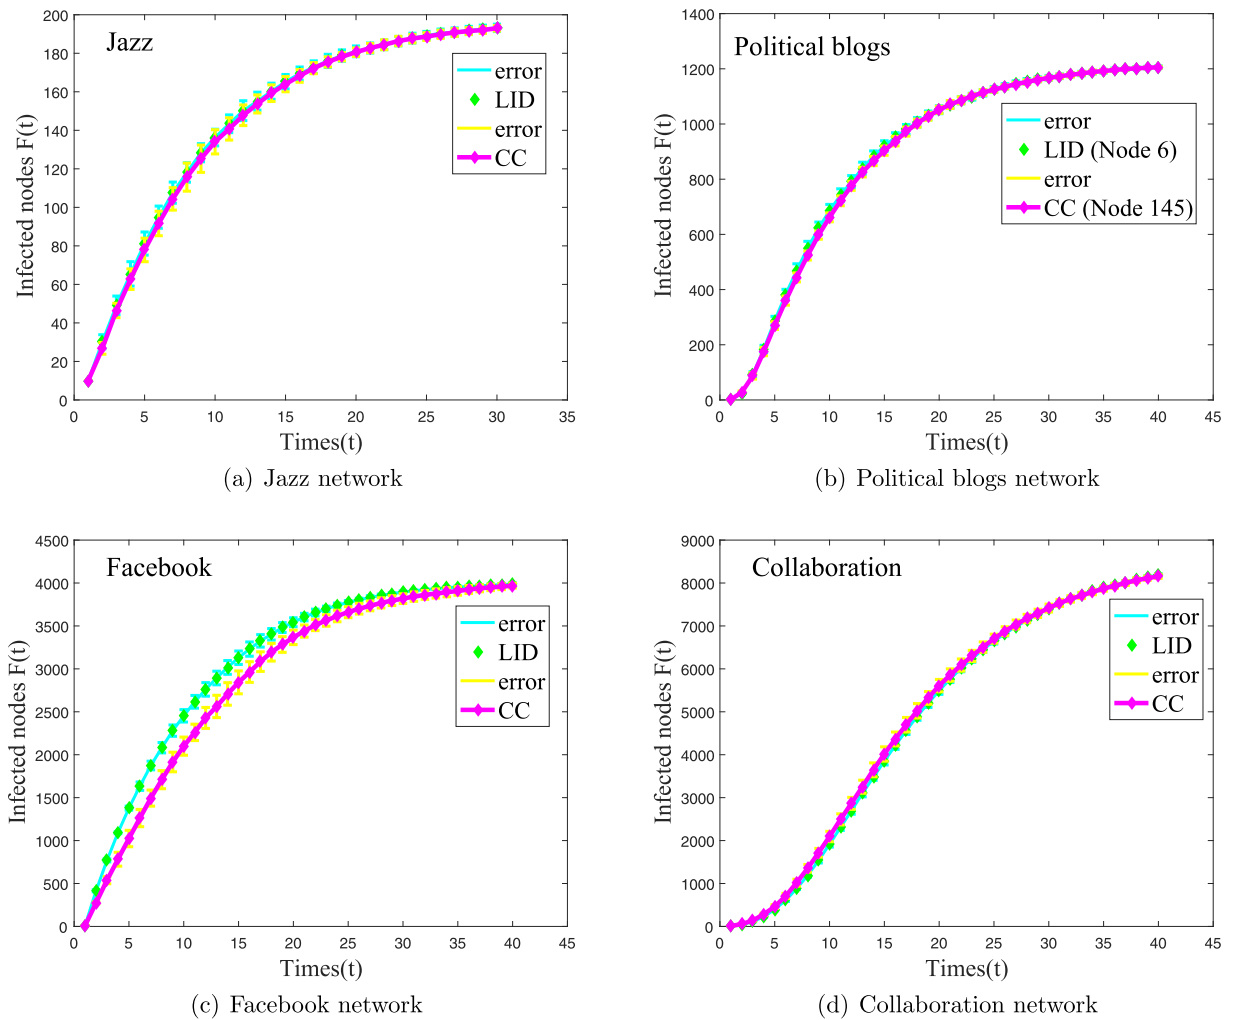 Jazz
error
LID
error
CC
Infected nodes F(t)
200
180
160
140
120
100
80
60
40
20
0
0 5 10 15 20 25 30 35
Times(t)
(a) Jazz network
Political blogs
error
LID (Node 6)
error
CC (Node 145)
Infected nodes F(t)
1400
1200
1000
800
600
400
200
0
0 5 10 15 20 25 30 35 40 45
Times(t)
(b) Political blogs network
Facebook
error
LID
error
CC
Infected nodes F(t)
4500
4000
3500
3000
2500
2000
1500
1000
500
0
0 5 10 15 20 25 30 35 40 45
Times(t)
(c) Facebook network
Collaboration
error
LID
error
CC
Infected nodes F(t)
9000
8000
7000
6000
5000
4000
3000
2000
1000
0
0 5 10 15 20 25 30 35 40 45
Times(t)
(d) Collaboration network